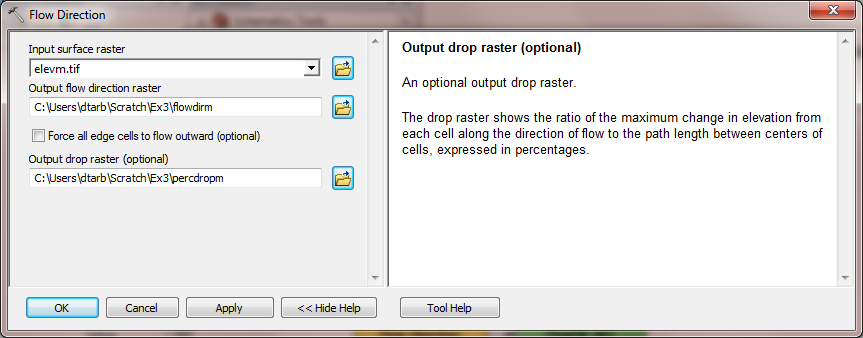 Flow Direction
Input surface raster
elevm.tif
Output flow direction raster
C:\Users\dtarb\Scratch\Ex3\flowdirm
Force all edge cells to flow outward (optional)
Output drop raster (optional)
C:\Users\dtarb\Scratch\Ex3\percdropm
Output drop raster (optional)
An optional output drop raster.
The drop raster shows the ratio of the maximum change in elevation from
each cell along the direction of flow to the path length between centers of
cells, expressed in percentages.
OK
Cancel
Apply
<< Hide Help
Tool Help